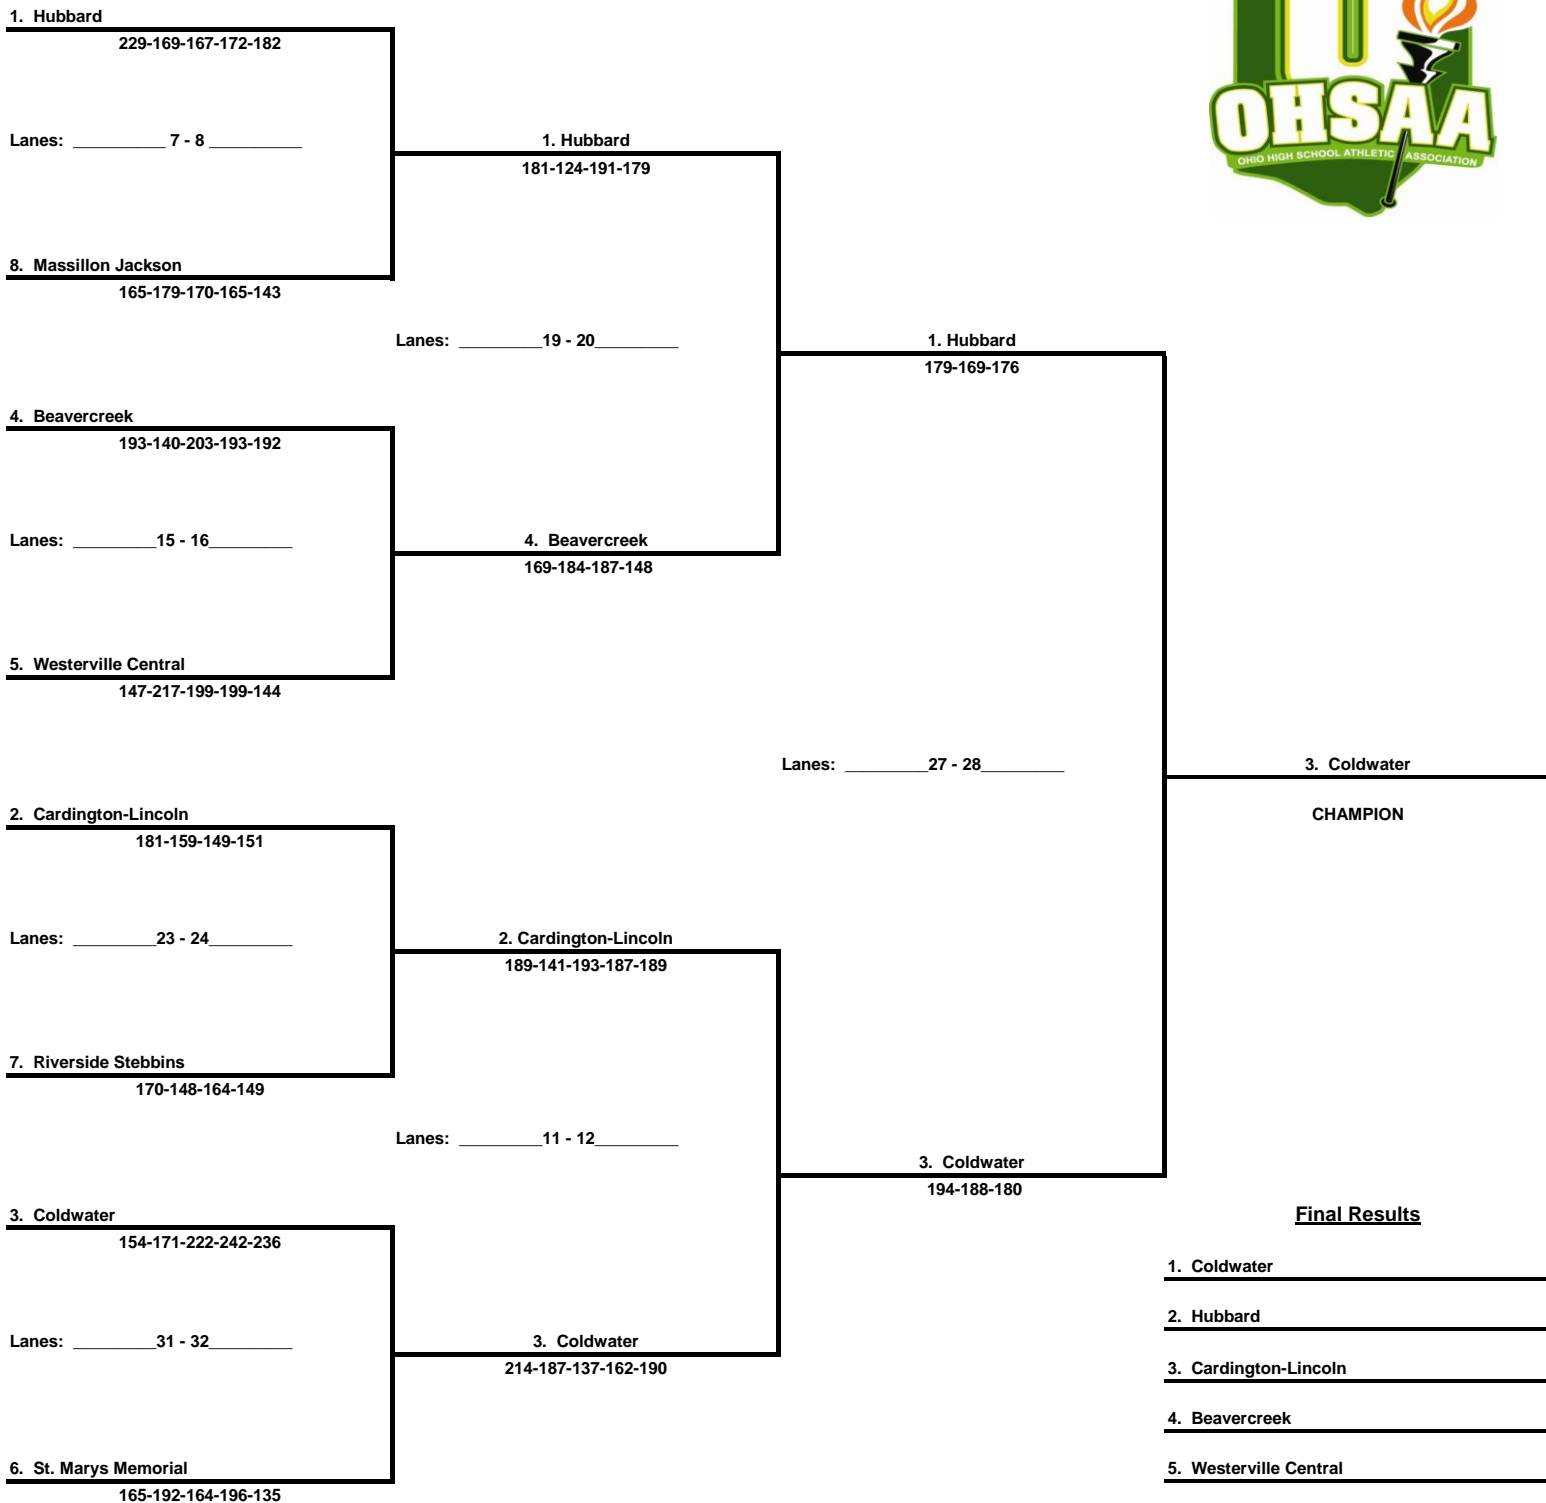 1. Hubbard
229-169-167-172-182
Lanes: __________ 7 - 8 __________
1. Hubbard
181-124-191-179
OHSAA
OHIO HIGH SCHOOL ATHLETIC ASSOCIATION
8. Massillon Jackson
165-179-170-165-143
Lanes: _________19 - 20_________
1. Hubbard
179-169-176
4. Beavercreek
193-140-203-193-192
Lanes: _________15 - 16_________
4. Beavercreek
169-184-187-148
5. Westerville Central
147-217-199-199-144
Lanes: _________27 - 28_________
3. Coldwater
CHAMPION
2. Cardington-Lincoln
181-159-149-151
Lanes: _________23 - 24_________
2. Cardington-Lincoln
189-141-193-187-189
7. Riverside Stebbins
170-148-164-149
Lanes: _________11 - 12_________
3. Coldwater
194-188-180
3. Coldwater
154-171-222-242-236
Lanes: _________31 - 32_________
3. Coldwater
214-187-137-162-190
6. St. Marys Memorial
165-192-164-196-135
Final Results
1. Coldwater
2. Hubbard
3. Cardington-Lincoln
4. Beavercreek
5. Westerville Central